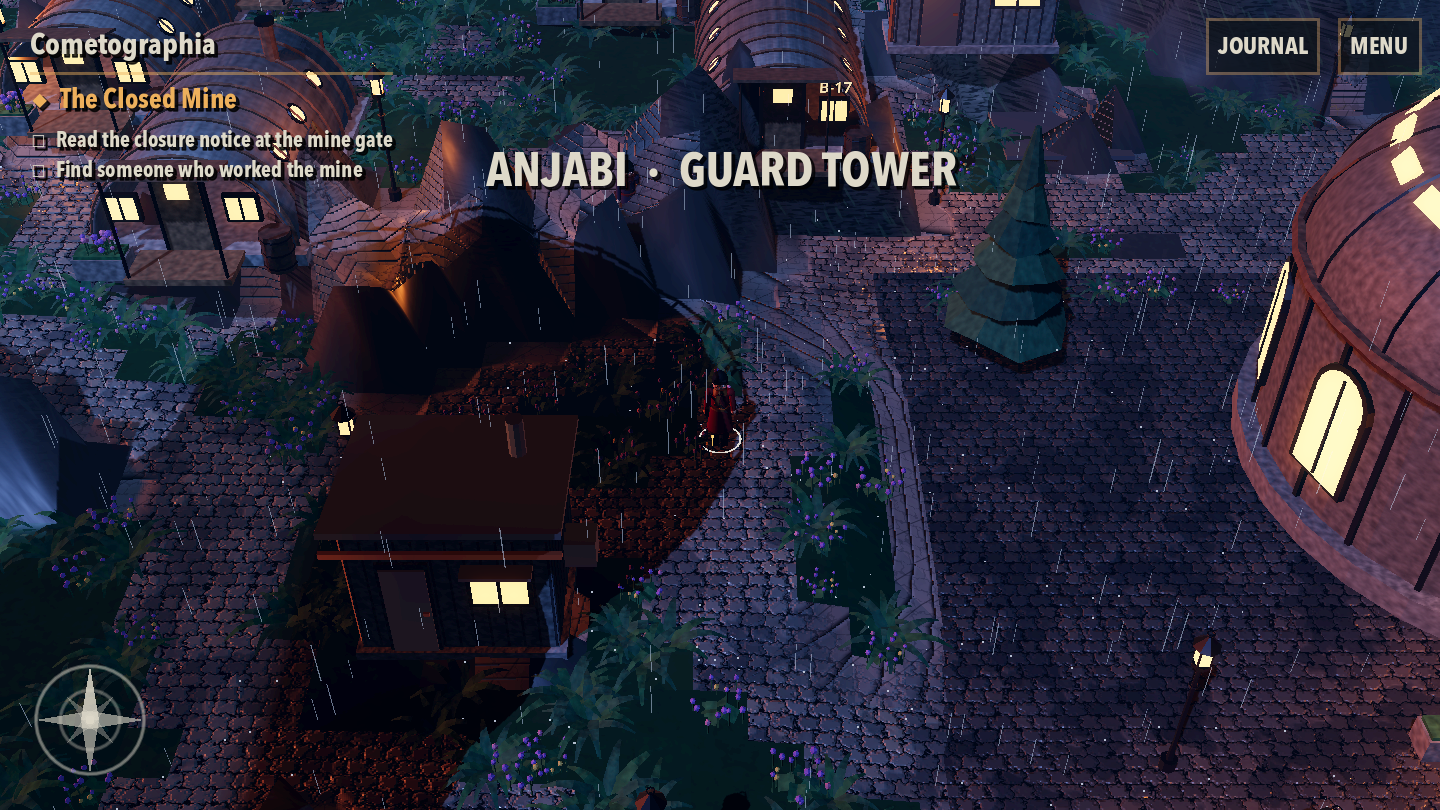 Cometographia
JOURNAL
MENU
The Closed Mine
B-17
Read the closure notice at the mine gate
Find someone who worked the mine
ANJABI · GUARD TOWER